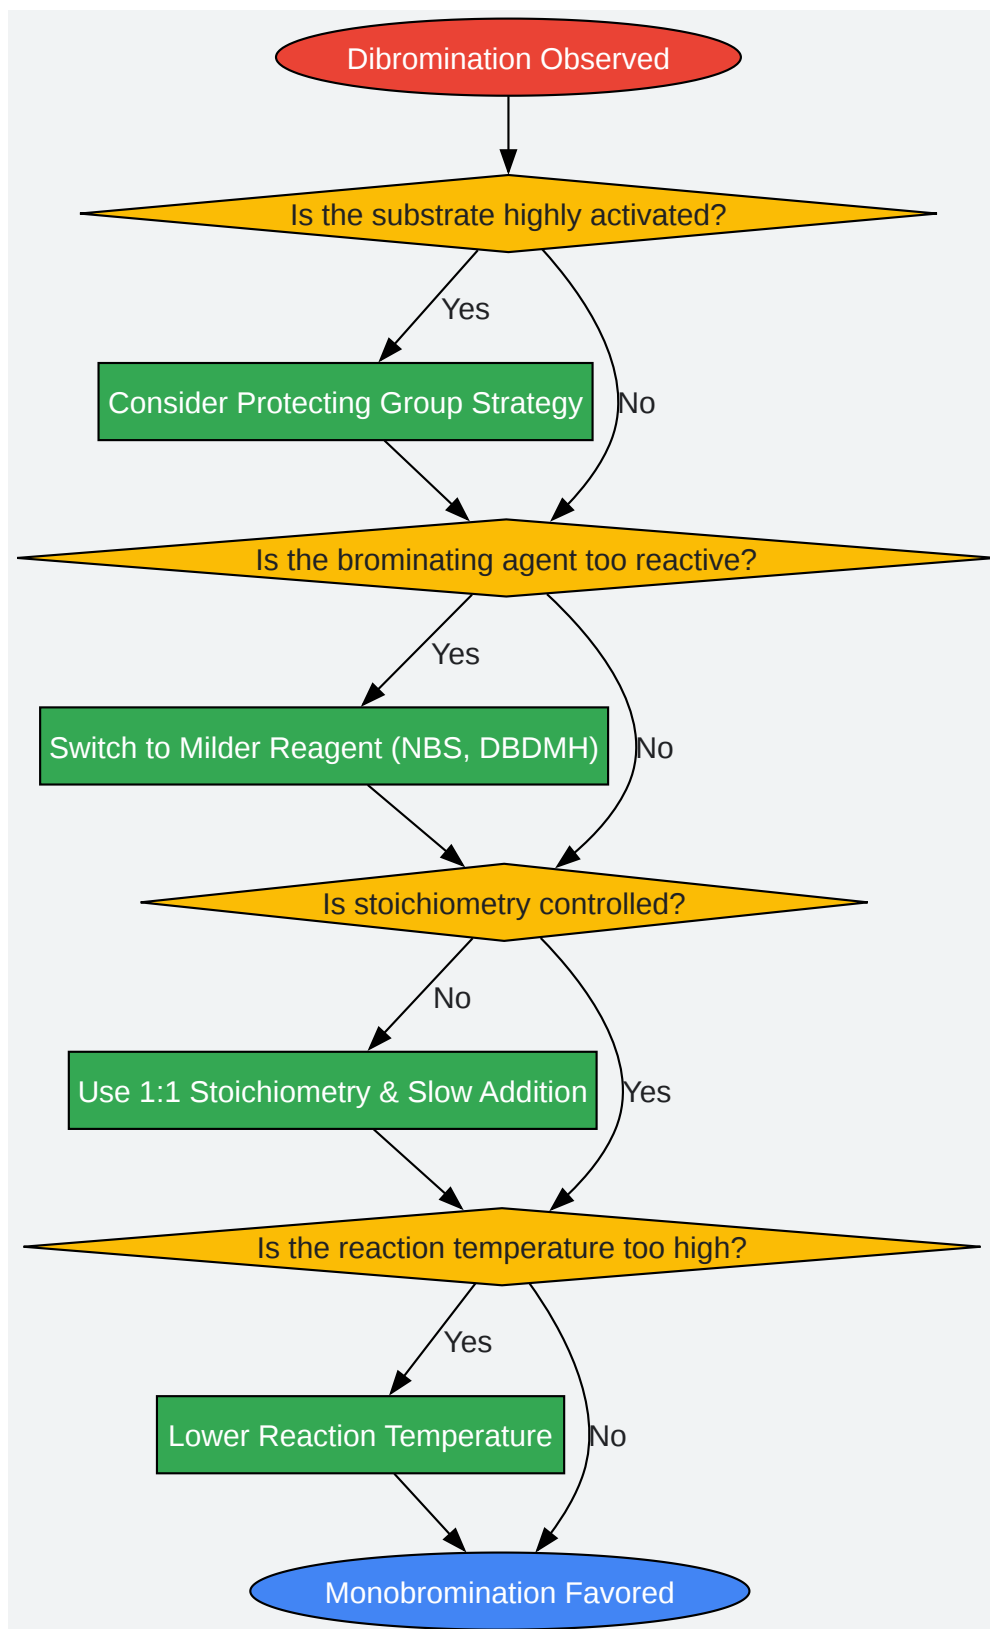 Dibromination Observed
Is the substrate highly activated?
Yes
Consider Protecting Group Strategy
No
Is the brominating agent too reactive?
Yes
Switch to Milder Reagent (NBS, DBDMH)
No
Is stoichiometry controlled?
No
Use 1:1 Stoichiometry & Slow Addition
Yes
Is the reaction temperature too high?
Yes
Lower Reaction Temperature
No
Monobromination Favored